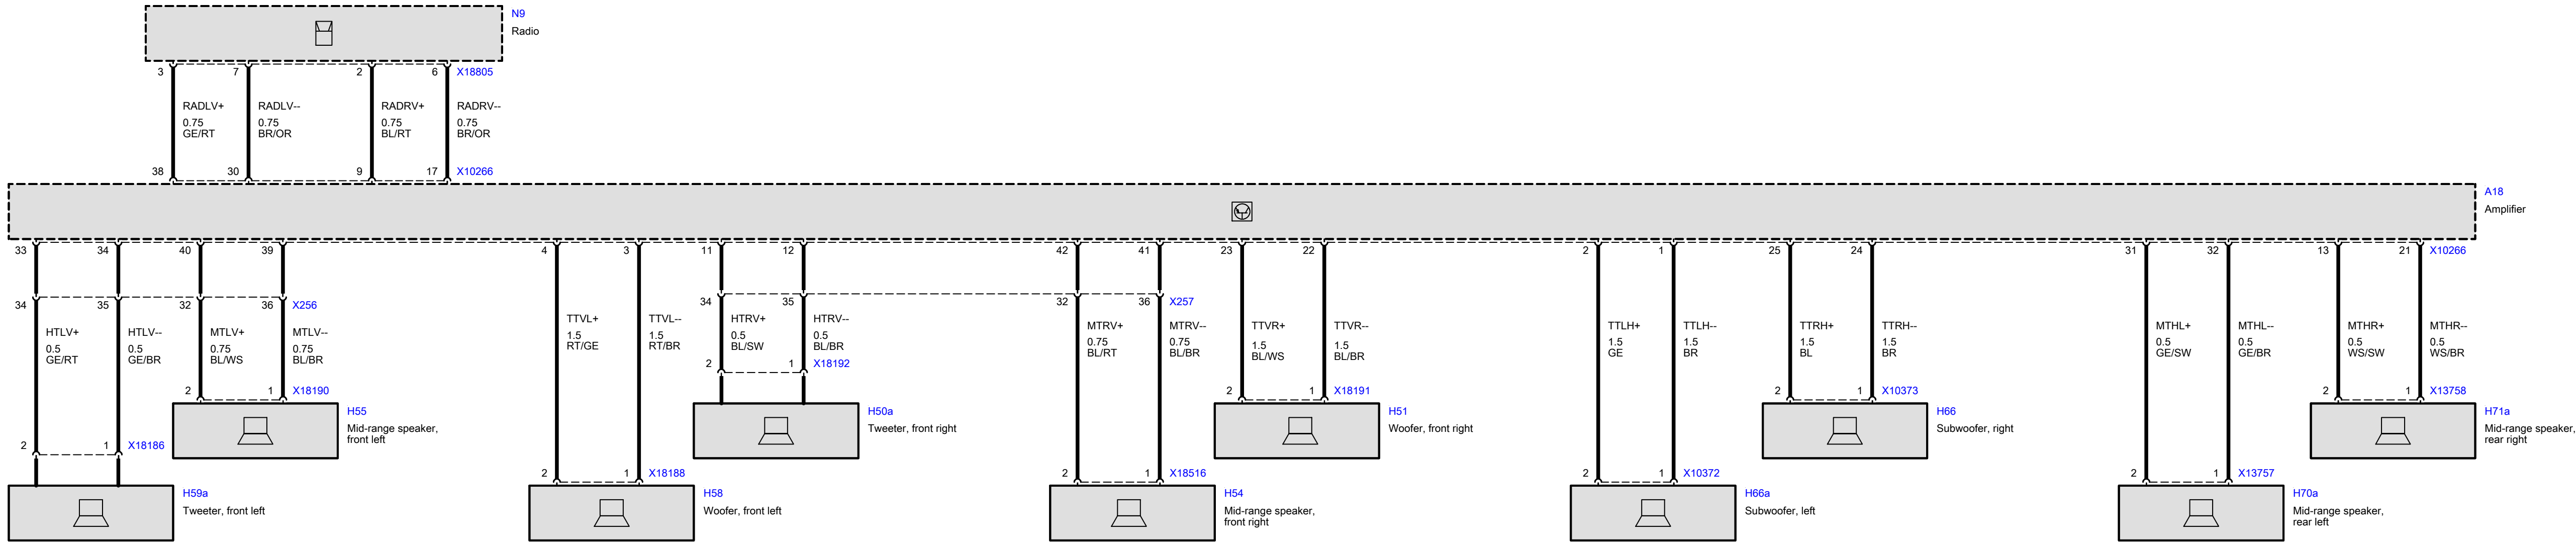 N9
Radio
3 7 2 6 X18805
RADLV+ RADLV-- RADRV+ RADRV--
0.75 0.75 0.75 0.75
GE/RT BR/OR BL/RT BR/OR
38 30 9 17 X10266
A18
Amplifier
33 34 40 39 4 3 11 12 42 41 23 22 2 1 25 24 31 32 13 21 X10266
34 35 32 36 X256
34 35 32 36 X257
HTLV+ HTLV-- MTLV+ MTLV--
0.5 0.5 0.75 0.75
GE/RT GE/BR BL/WS BL/BR
TTVL+ TTVL--
1.5 1.5
RT/GE RT/BR
HTRV+ HTRV--
0.5 0.5
BL/SW BL/BR
MTRV+ MTRV--
0.75 0.75
BL/RT BL/BR
TTVR+ TTVR--
1.5 1.5
BL/WS BL/BR
TTLH+ TTLH--
1.5 1.5
GE BR
TTRH+ TTRH--
1.5 1.5
BL BR
MTHL+ MTHL--
0.5 0.5
GE/SW GE/BR
MTHR+ MTHR--
0.5 0.5
WS/SW WS/BR
2 1 X18192
2 1 X18190
2 1 X18191
2 1 X10373
2 1 X13758
H55
Mid-range speaker,
front left
H50a
Tweeter, front right
H51
Woofer, front right
H66
Subwoofer, right
H71a
Mid-range speaker,
rear right
2 1 X18186
2 1 X18188
2 1 X18516
2 1 X10372
2 1 X13757
H59a
Tweeter, front left
H58
Woofer, front left
H54
Mid-range speaker,
front right
H66a
Subwoofer, left
H70a
Mid-range speaker,
rear left